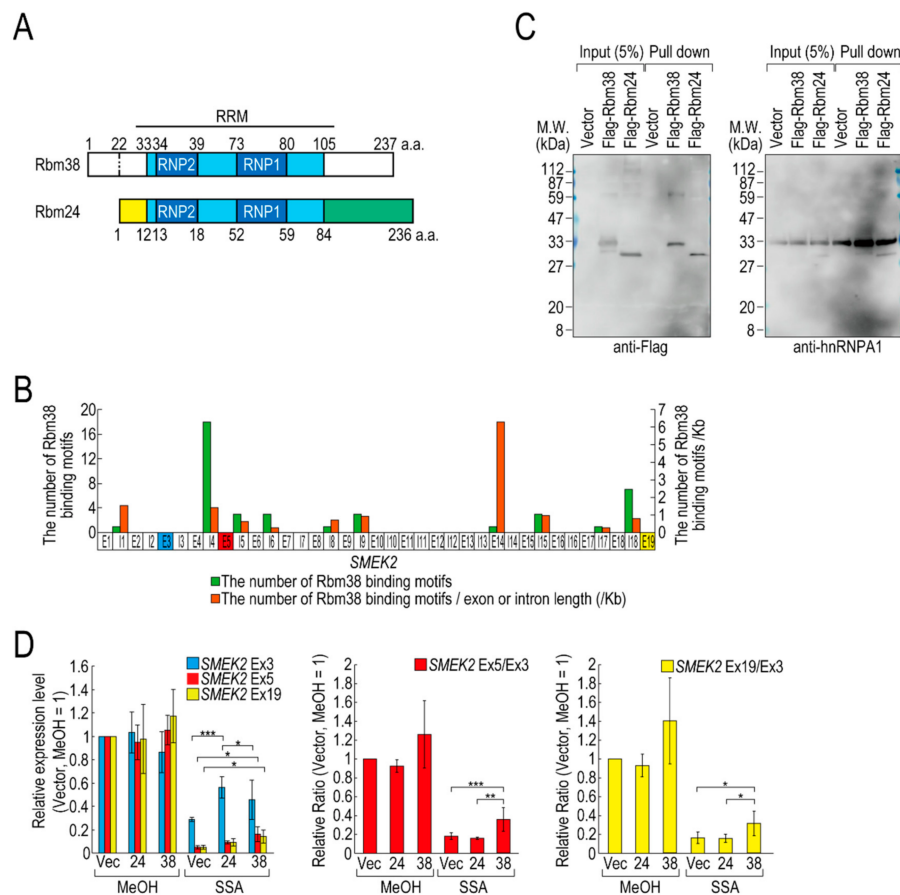 A
RRM
1 22 3334 39 73 80 105 237 a.a.
Rbm38 RNP2 RNP1
Rbm24 RNP2 RNP1
1 1213 18 52 59 84 236 a.a.
C
Input (5%) Pull down
Vector Flag-Rbm38 Flag-Rbm24 Vector Flag-Rbm38 Flag-Rbm24
M.W.
(kDa)
112
87
59
47
33
27
20
8
anti-Flag
Input (5%) Pull down
Vector Flag-Rbm38 Flag-Rbm24 Vector Flag-Rbm38 Flag-Rbm24
M.W.
(kDa)
112
87
59
47
33
27
20
8
anti-hnRNPA1
B
The number of Rbm38
binding motifs
20
16
12
8
4
0
7
6
5
4
3
2
1
0
The number of Rbm38
binding motifs /Kb
E1 I1 E2 I2 E3 I3 E4 I4 E5 I5 E6 I6 E7 I7 E8 I8 E9 I9 E10 I10 E11 I11 E12 I12 E13 I13 E14 I14 E15 I15 E16 I16 E17 I17 E18 I18 E19
SMEK2
The number of Rbm38 binding motifs
The number of Rbm38 binding motifs / exon or intron length (/Kb)
D
Relative expression level
(Vector, MeOH = 1)
1.6
1.4
1.2
1
0.8
0.6
0.4
0.2
0
SMEK2 Ex3
SMEK2 Ex5
SMEK2 Ex19
***
*
*
*
Vec 24 38 Vec 24 38
MeOH SSA
Relative Ratio (Vector, MeOH = 1)
2
1.8
1.6
1.4
1.2
1
0.8
0.6
0.4
0.2
0
SMEK2 Ex5/Ex3
***
**
Vec 24 38 Vec 24 38
MeOH SSA
Relative Ratio (Vector, MeOH = 1)
2
1.8
1.6
1.4
1.2
1
0.8
0.6
0.4
0.2
0
SMEK2 Ex19/Ex3
*
*
Vec 24 38 Vec 24 38
MeOH SSA